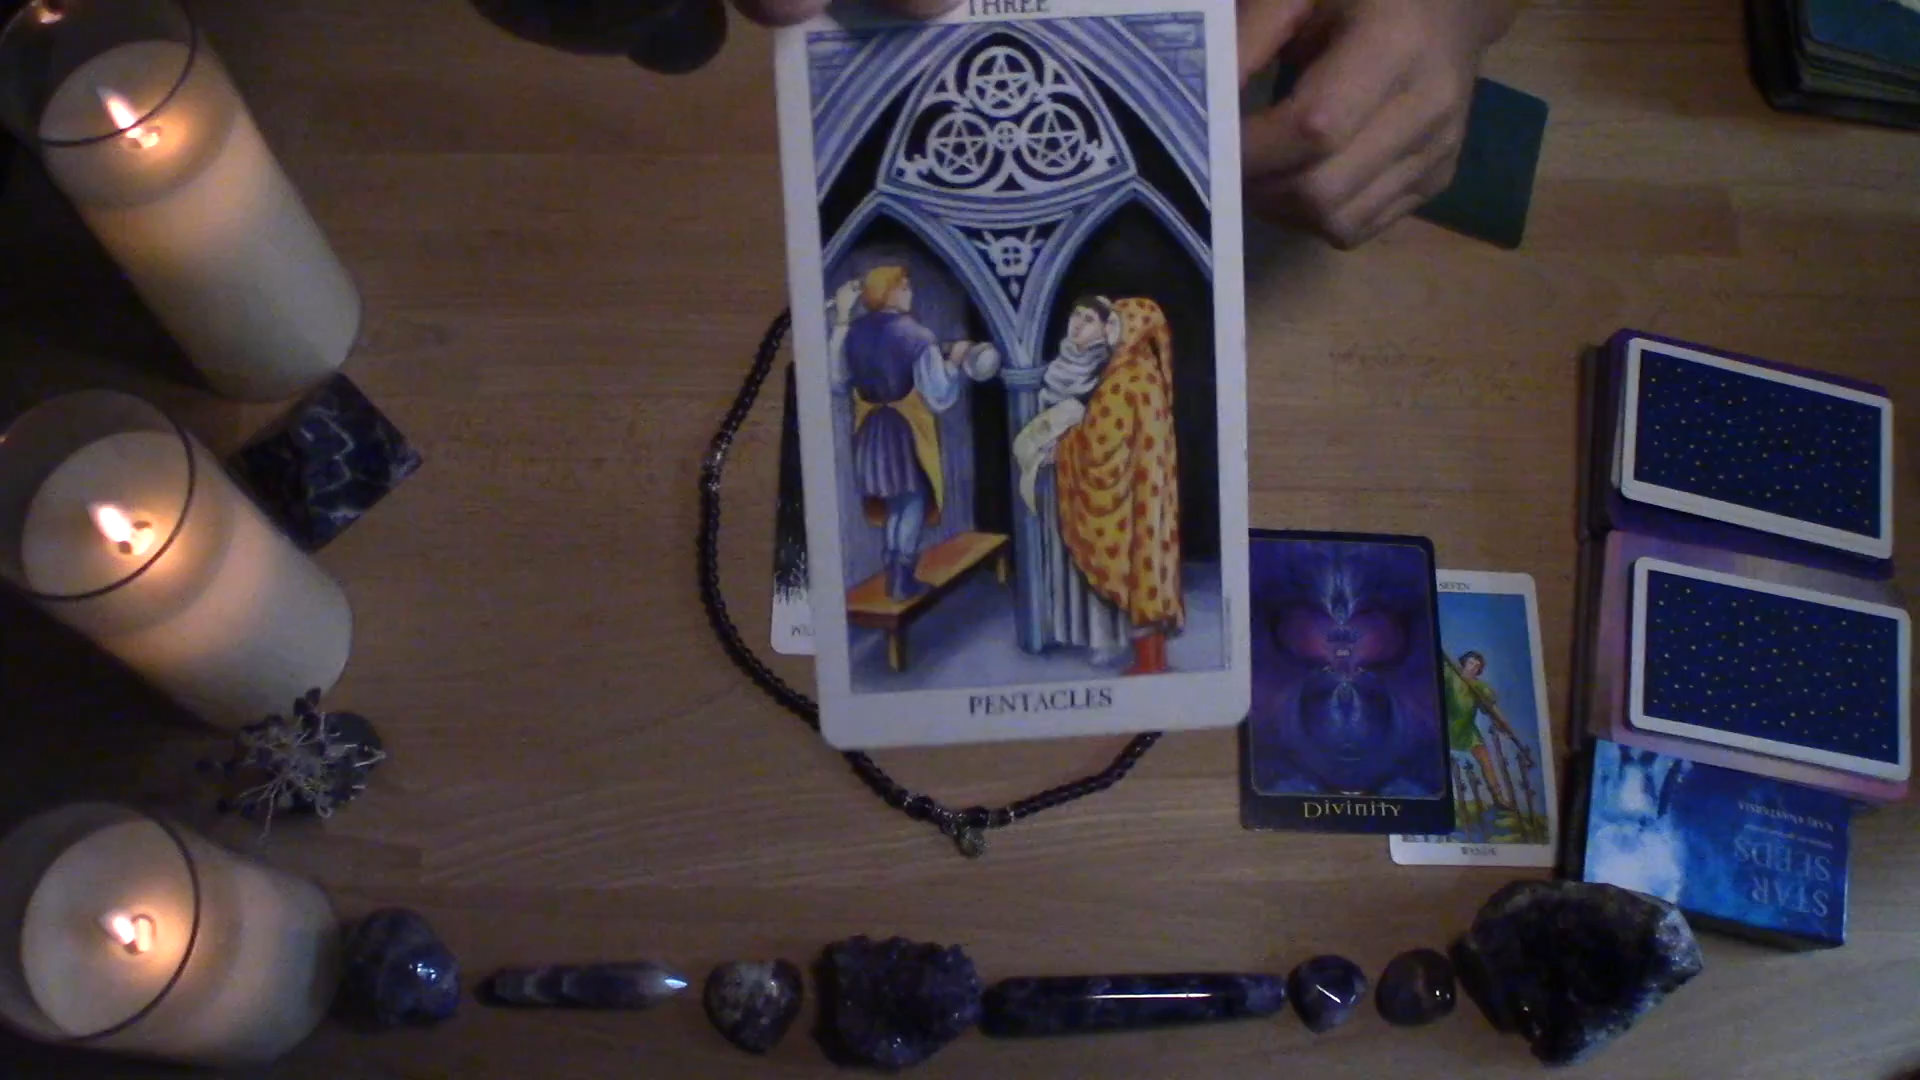 THREE
PENTACLES
Divinity
SEVEN
WANDS
STAR
SEEDS